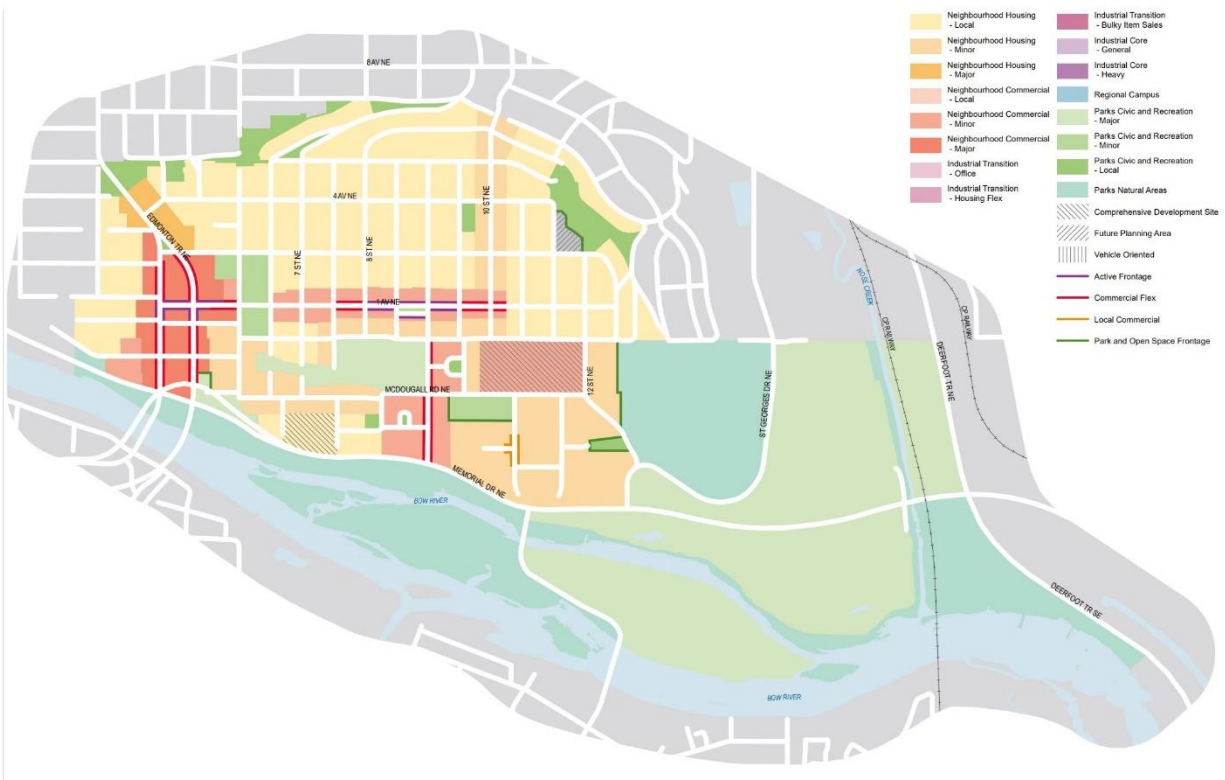 Neighbourhood Housing
- Local
Neighbourhood Housing
- Minor
Neighbourhood Housing
- Major
Neighbourhood Commercial
- Local
Neighbourhood Commercial
- Minor
Neighbourhood Commercial
- Major
Industrial Transition
- Office
Industrial Transition
- Housing Flex
Industrial Transition
- Bulky Item Sales
Industrial Core
- General
Industrial Core
- Heavy
Regional Campus
Parks Civic and Recreation
- Major
Parks Civic and Recreation
- Minor
Parks Civic and Recreation
- Local
Parks Natural Areas
Comprehensive Development Site
Future Planning Area
Vehicle Oriented
Active Frontage
Commercial Flex
Local Commercial
Park and Open Space Frontage
8 AV NE
4 AV NE
10 ST NE
EDMONTON TR NE
7 ST NE
8 ST NE
1 AV NE
NOSE CREEK
CP RAILWAY
CP RAILWAY
DEERFOOT TR NE
MCDOUGALL RD NE
12 ST NE
ST GEORGES DR NE
MEMORIAL DR NE
BOW RIVER
DEERFOOT TR SE
BOW RIVER